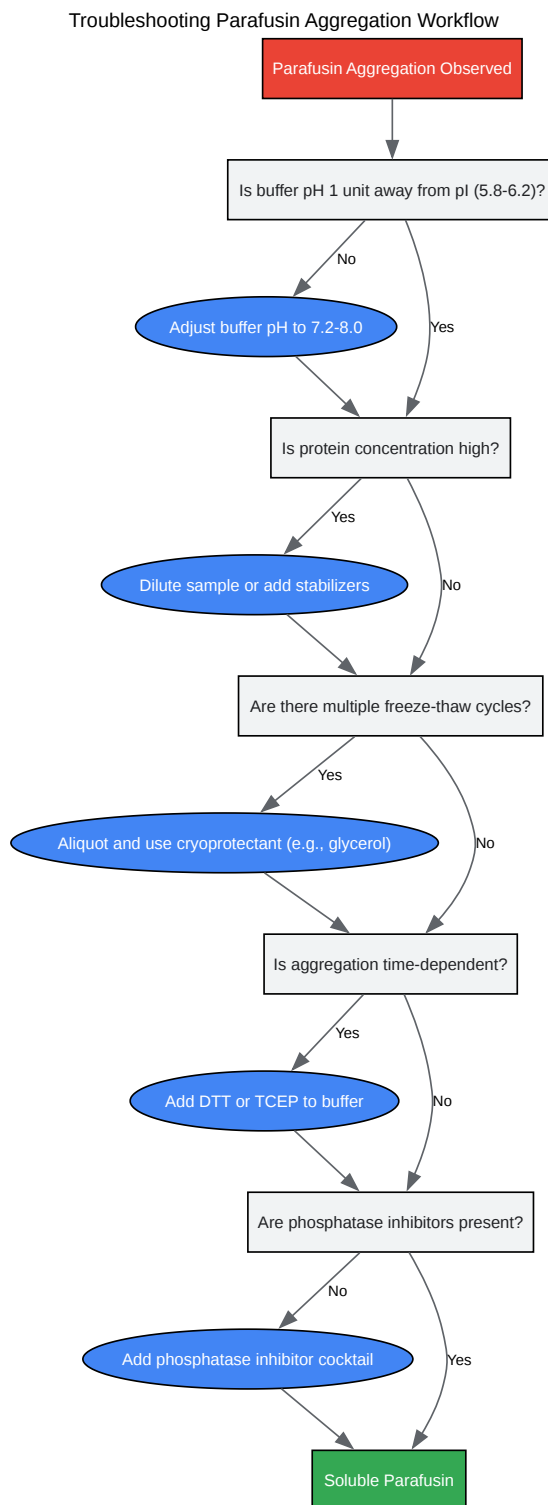 Troubleshooting Parafusin Aggregation Workflow
Parafusin Aggregation Observed
Is buffer pH 1 unit away from pI (5.8-6.2)?
No
Adjust buffer pH to 7.2-8.0
Yes
Is protein concentration high?
Yes
Dilute sample or add stabilizers
No
Are there multiple freeze-thaw cycles?
Yes
Aliquot and use cryoprotectant (e.g., glycerol)
No
Is aggregation time-dependent?
Yes
Add DTT or TCEP to buffer
No
Are phosphatase inhibitors present?
No
Add phosphatase inhibitor cocktail
Yes
Soluble Parafusin